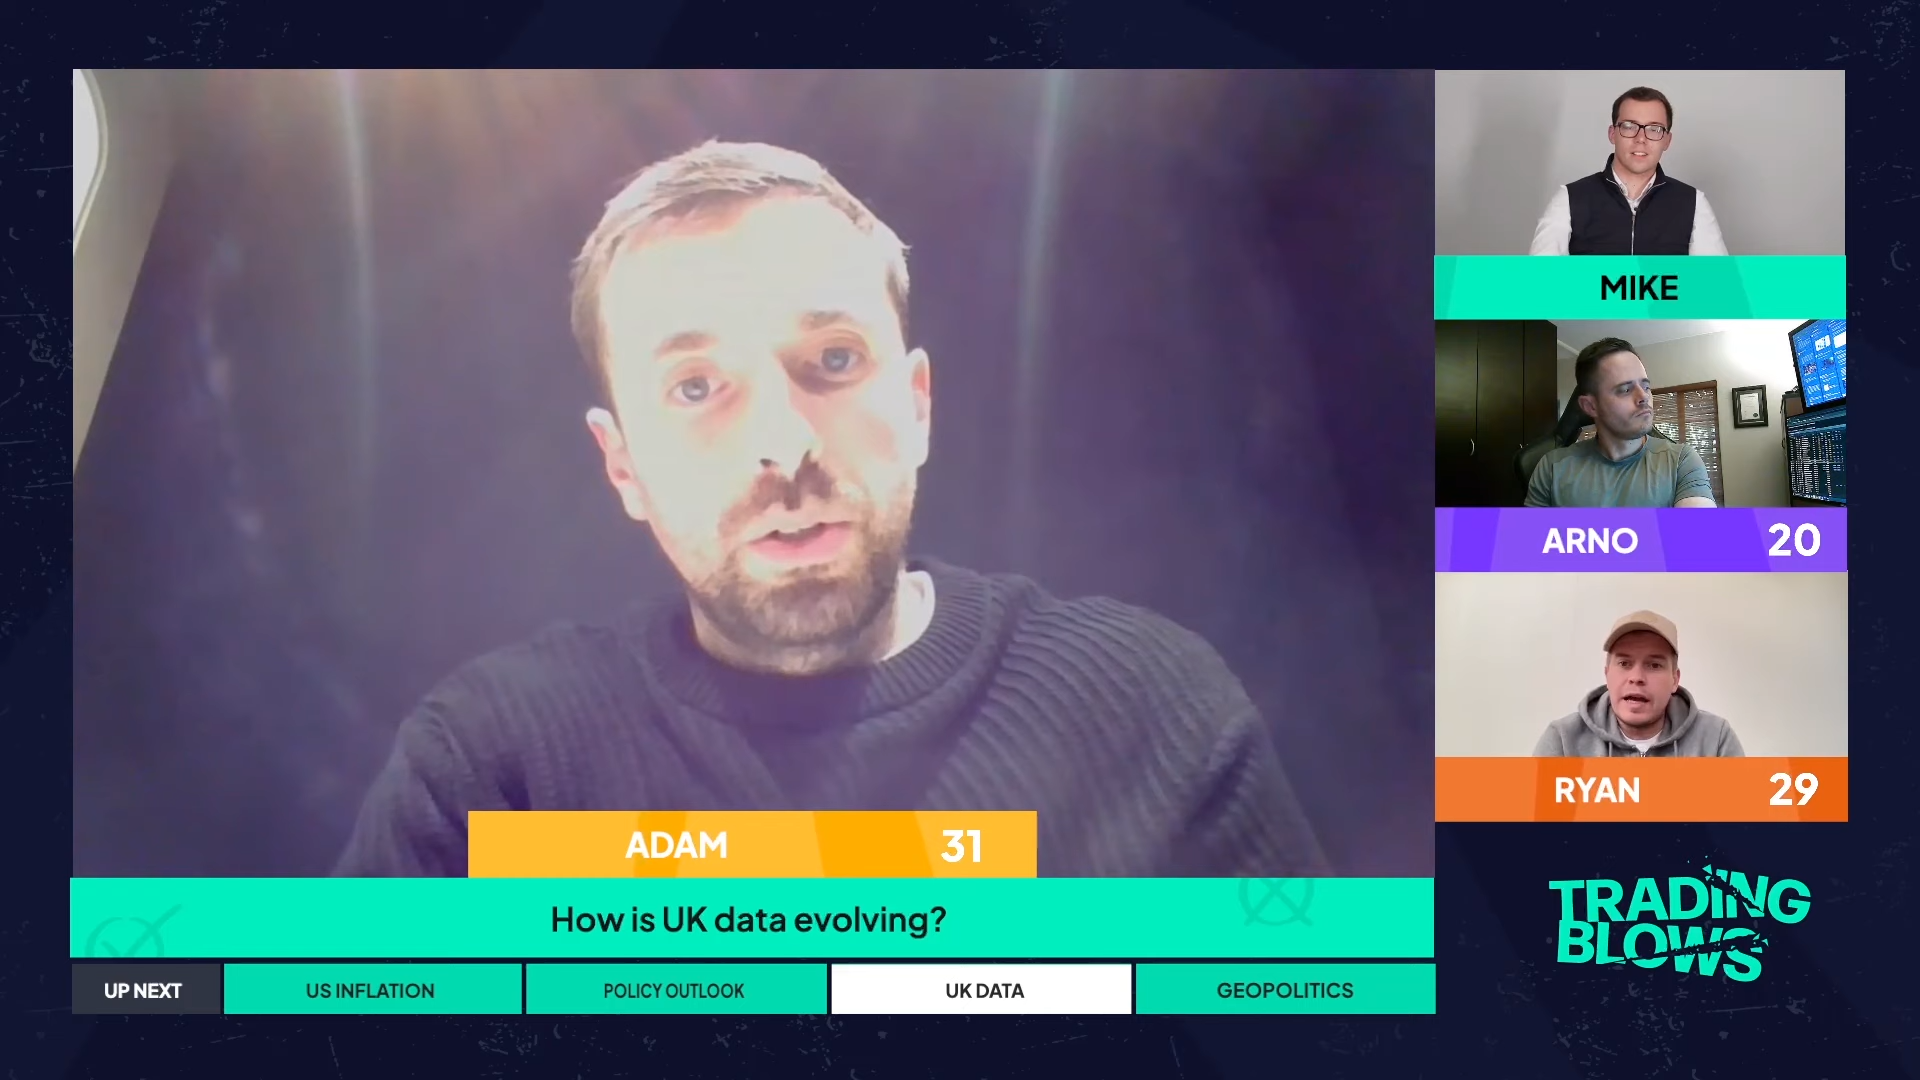 MIKE
ARNO 20
RYAN 29
ADAM 31
How is UK data evolving?
UP NEXT
US INFLATION
POLICY OUTLOOK
UK DATA
GEOPOLITICS
TRADING
BLOWS